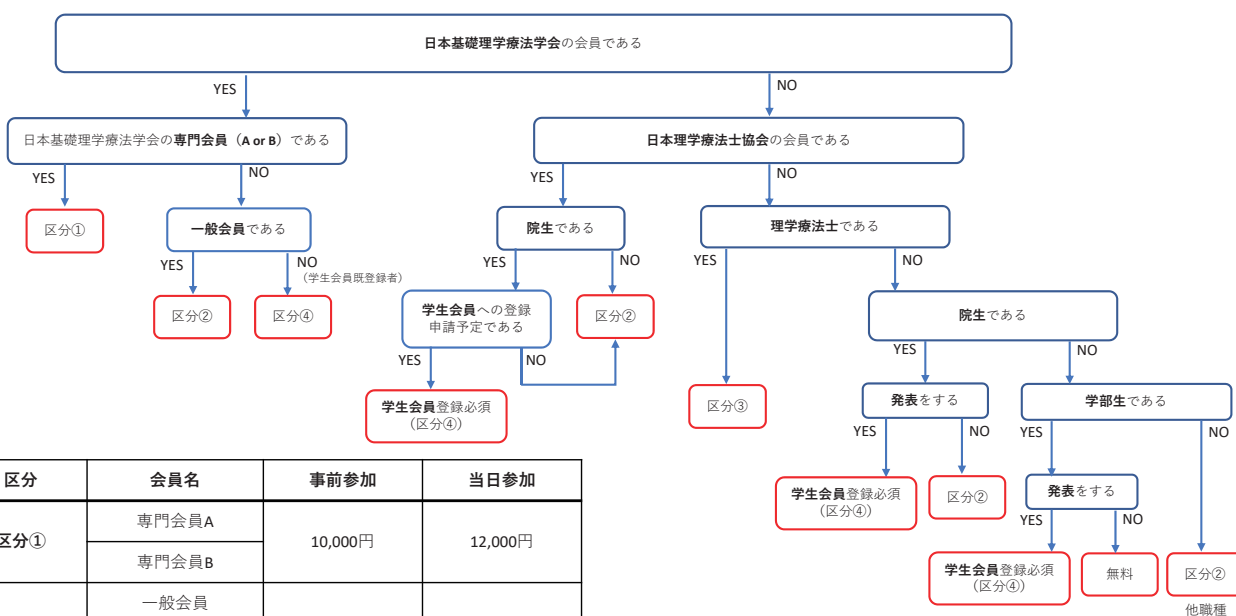 日本基礎理学療法学会の会員である
YES
NO
日本基礎理学療法学会の専門会員（A or B）である
日本理学療法士協会の会員である
YES
NO
YES
NO
区分①
一般会員である
院生である
理学療法士である
YES
NO
（学生会員既登録者）
YES
NO
YES
NO
区分②
区分④
学生会員への登録
申請予定である
区分②
院生である
YES
NO
YES
NO
学生会員登録必須
（区分④）
区分③
発表をする
学部生である
YES
NO
YES
NO
学生会員登録必須
（区分④）
区分②
発表をする
YES
NO
学生会員登録必須
（区分④）
無料
区分②
他職種
区分 会員名 事前参加 当日参加
区分① 専門会員A 10,000円 12,000円
専門会員B
一般会員